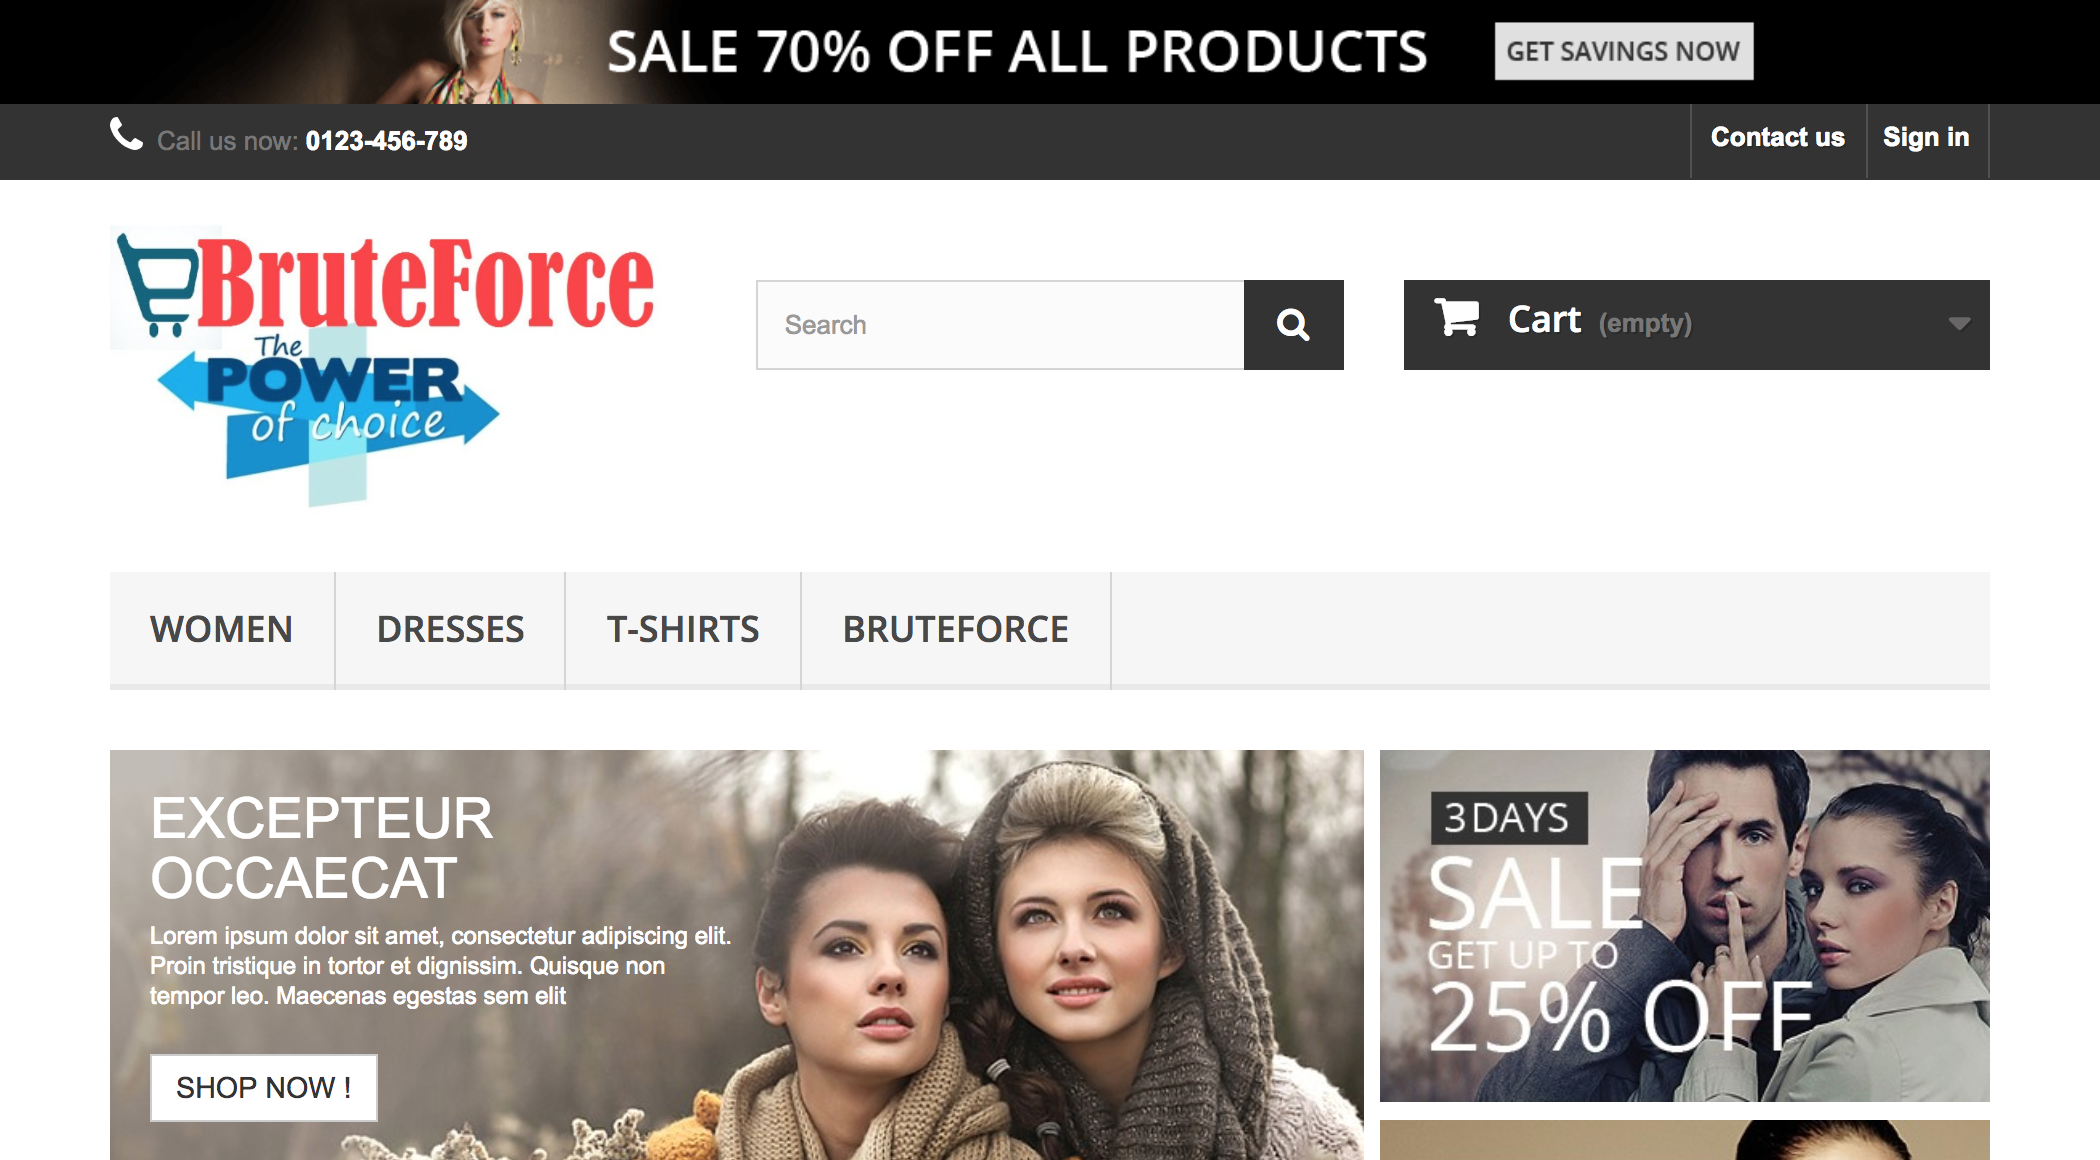 SALE 70% OFF ALL PRODUCTS GET SAVINGS NOW
Call us now: 0123-456-789 Contact us Sign in
BruteForce
The
POWER
of choice
Search
Cart (empty)
WOMEN DRESSES T-SHIRTS BRUTEFORCE
EXCEPTEUR
OCCAECAT
Lorem ipsum dolor sit amet, consectetur adipiscing elit.
Proin tristique in tortor et dignissim. Quisque non
tempor leo. Maecenas egestas sem elit
SHOP NOW !
3 DAYS
SALE
GET UP TO
25% OFF